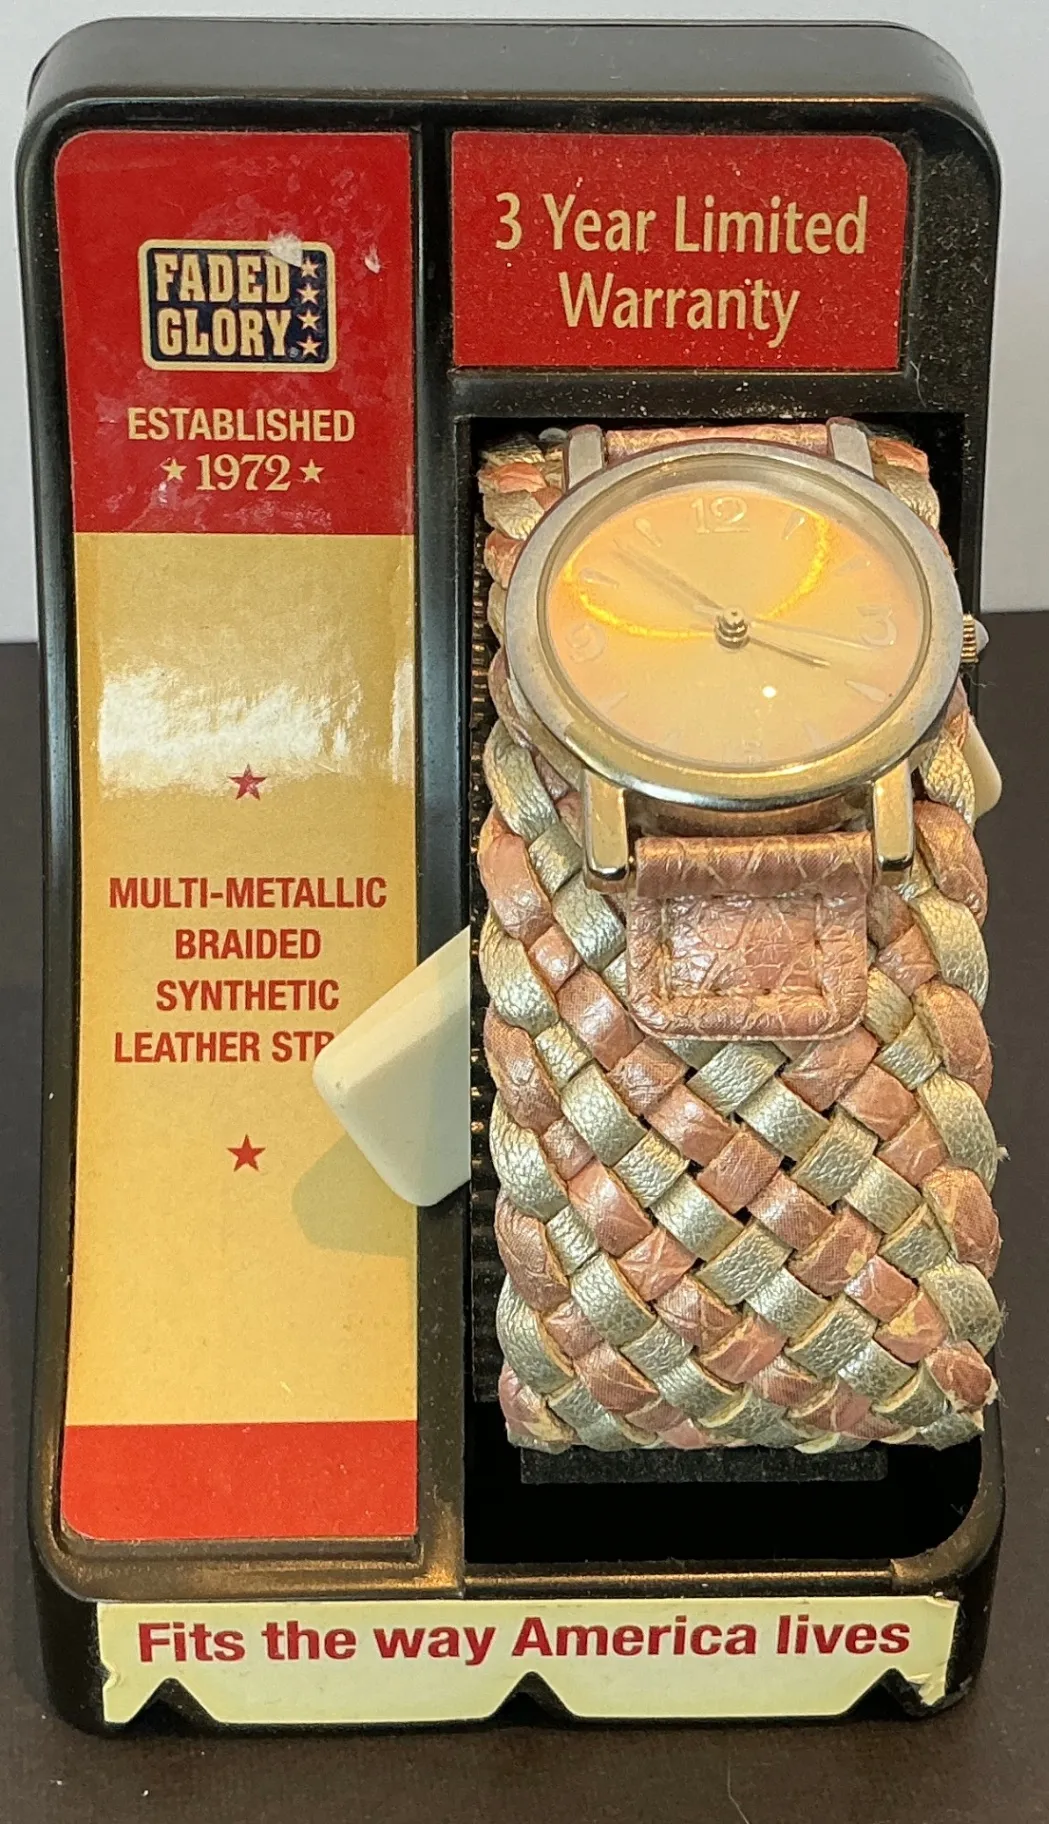 FADED
GLORY®
ESTABLISHED
★ 1972 ★
3 Year Limited
Warranty
12
9
3
MULTI-METALLIC
BRAIDED
SYNTHETIC
LEATHER STR
Fits the way America lives